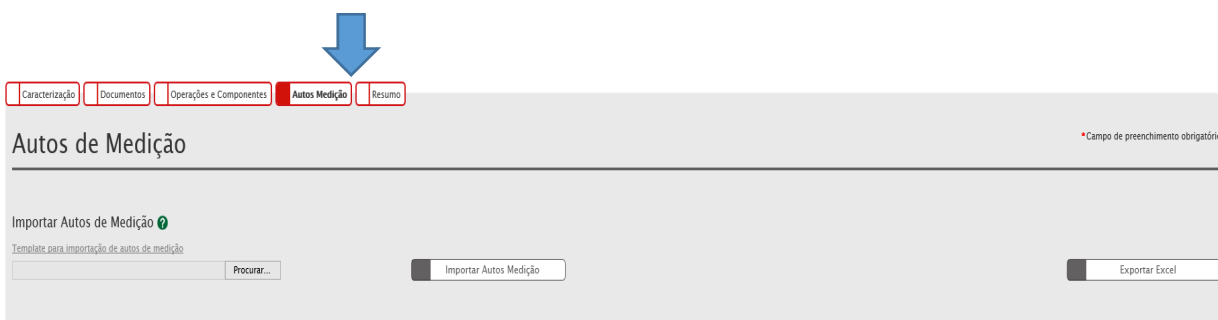 Caracterização Documentos Operações e Componentes Autos Medição Resumo
Autos de Medição
*Campo de preenchimento obrigatóri
Importar Autos de Medição ?
Template para importação de autos de medição
Procurar... Importar Autos Medição Exportar Excel